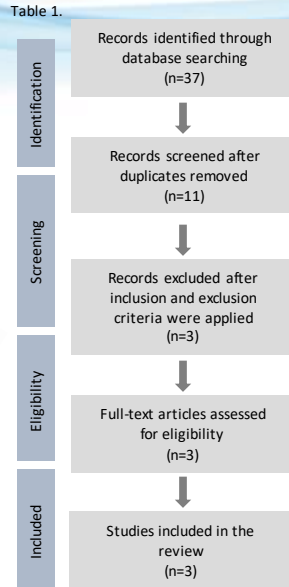 Table 1.
Records identified through
database searching
(n=37)
Identification
Records screened after
duplicates removed
(n=11)
Screening
Records excluded after
inclusion and exclusion
criteria were applied
(n=3)
Eligibility
Full-text articles assessed
for eligibility
(n=3)
Included
Studies included in the
review
(n=3)